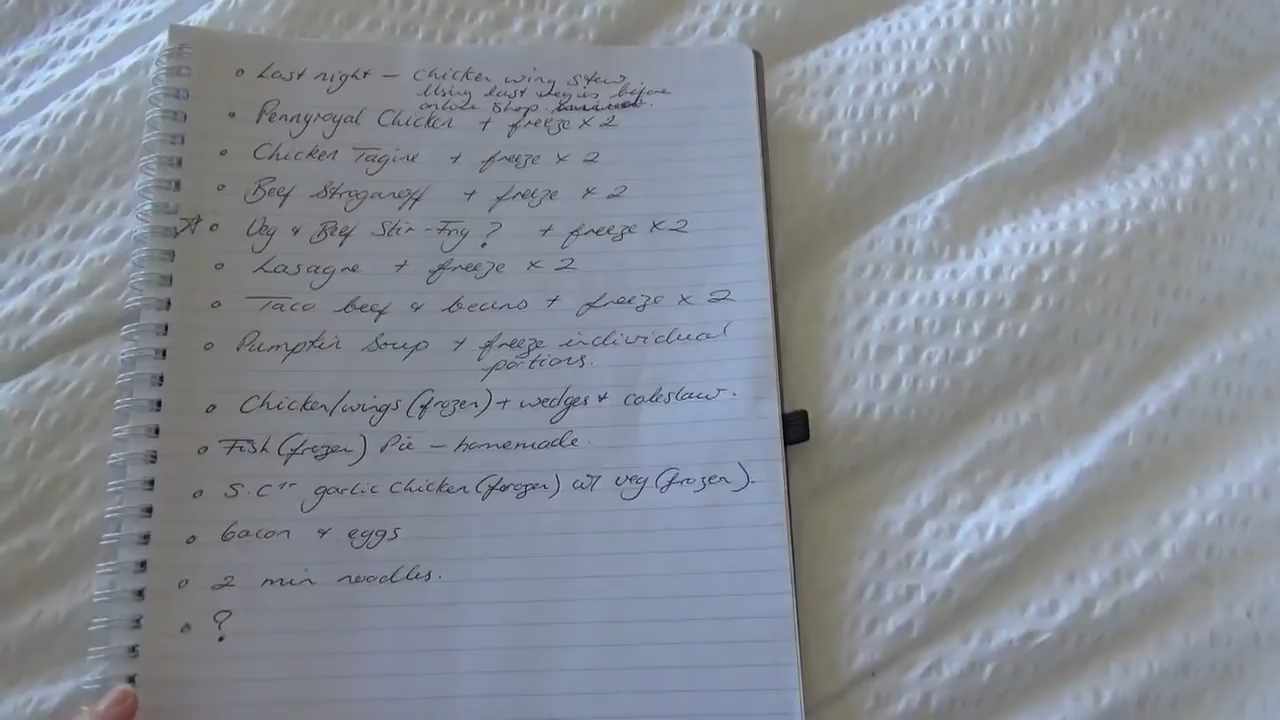 • Last night - Chicken wing stew
Using last vegies before
online shop.
• Pennyroyal Chicken + freeze x 2
• Chicken Tagine + freeze x 2
• Beef Stroganoff + freeze x 2
☆ • Veg & Beef Stir-Fry? + freeze x 2
• Lasagne + freeze x 2
• Taco beef & beans + freeze x 2
• Pumpkin Soup + freeze individual
portions.
• Chicken/wings (frozen) + wedges & coleslaw.
• Fish (frozen) Pie - homemade.
• S.C garlic chicken (frozen) w/ veg (frozen).
• bacon & eggs
• 2 min noodles.
• ?